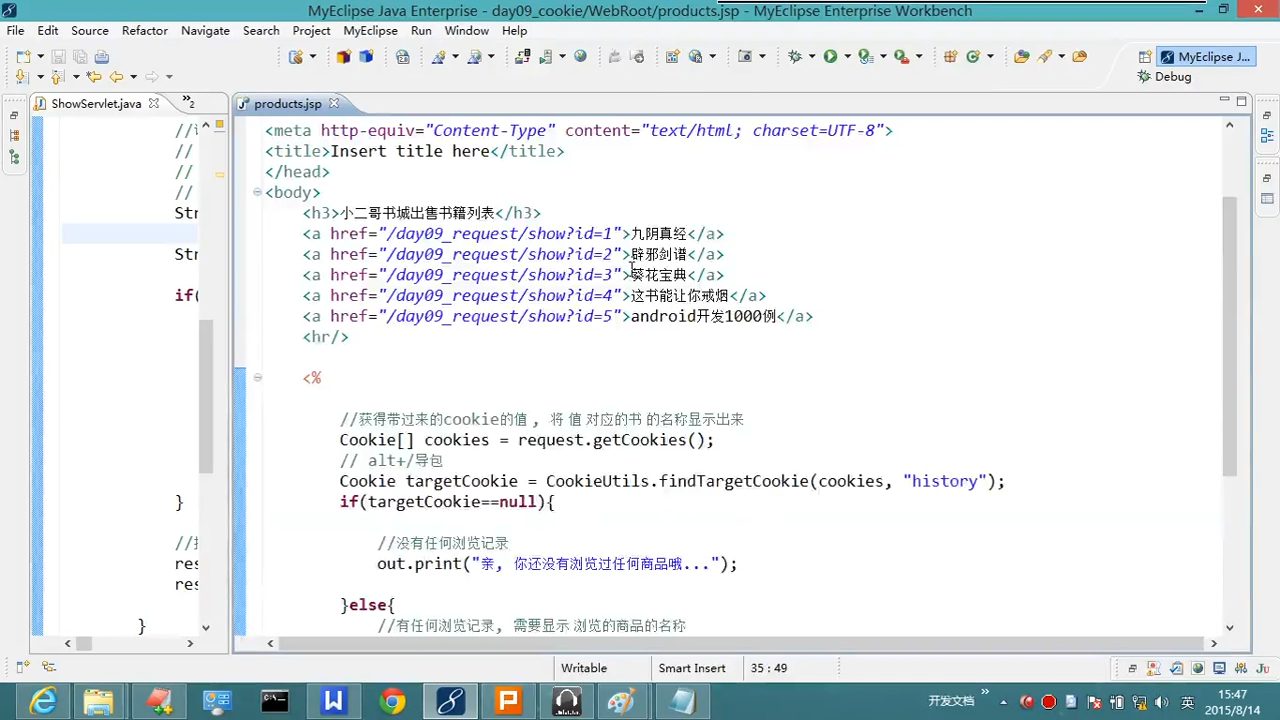 MyEclipse Java Enterprise - day09_cookie/WebRoot/products.jsp - MyEclipse Enterprise Workbench
File Edit Source Refactor Navigate Search Project MyEclipse Run Window Help
MyEclipse J...
Debug
ShowServlet.java
2
products.jsp
//
//
//
Str
Str
if(
}
res
res
}
<meta http-equiv="Content-Type" content="text/html; charset=UTF-8">
<title>Insert title here</title>
</head>
<body>
<h3>小二哥书城出售书籍列表</h3>
<a href="/day09_request/show?id=1">九阴真经</a>
<a href="/day09_request/show?id=2">辟邪剑谱</a>
<a href="/day09_request/show?id=3">葵花宝典</a>
<a href="/day09_request/show?id=4">这书能让你戒烟</a>
<a href="/day09_request/show?id=5">android开发1000例</a>
<hr/>
<%
//获得带过来的cookie的值 , 将 值 对应的书 的名称显示出来
Cookie[] cookies = request.getCookies();
// alt+/导包
Cookie targetCookie = CookieUtils.findTargetCookie(cookies, "history");
if(targetCookie==null){
//没有任何浏览记录
out.print("亲, 你还没有浏览过任何商品哦...");
}else{
//有任何浏览记录, 需要显示 浏览的商品的名称
Writable
Smart Insert
35 : 49
开发文档
英
15:47
2015/8/14